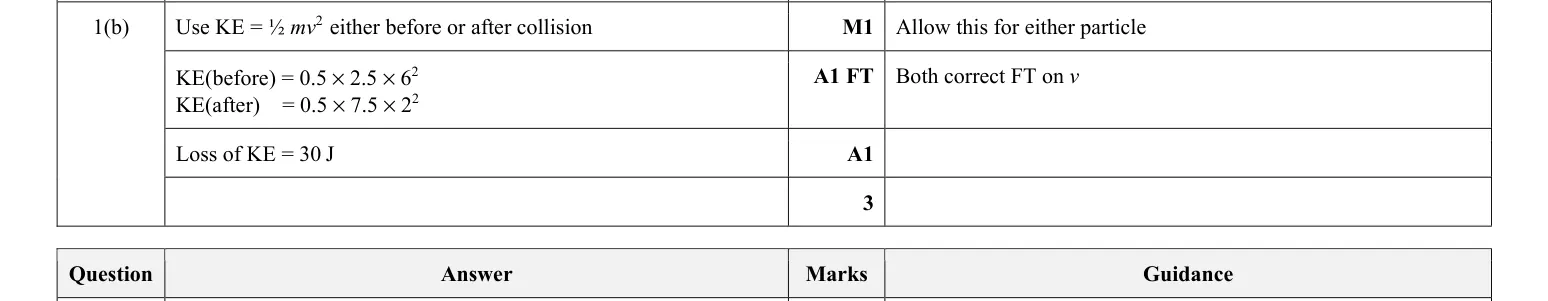 1(b) Use KE = ½ mv² either before or after collision M1 Allow this for either particle
KE(before) = 0.5 × 2.5 × 6² A1 FT Both correct FT on v
KE(after) = 0.5 × 7.5 × 2²
Loss of KE = 30 J A1
3
Question Answer Marks Guidance